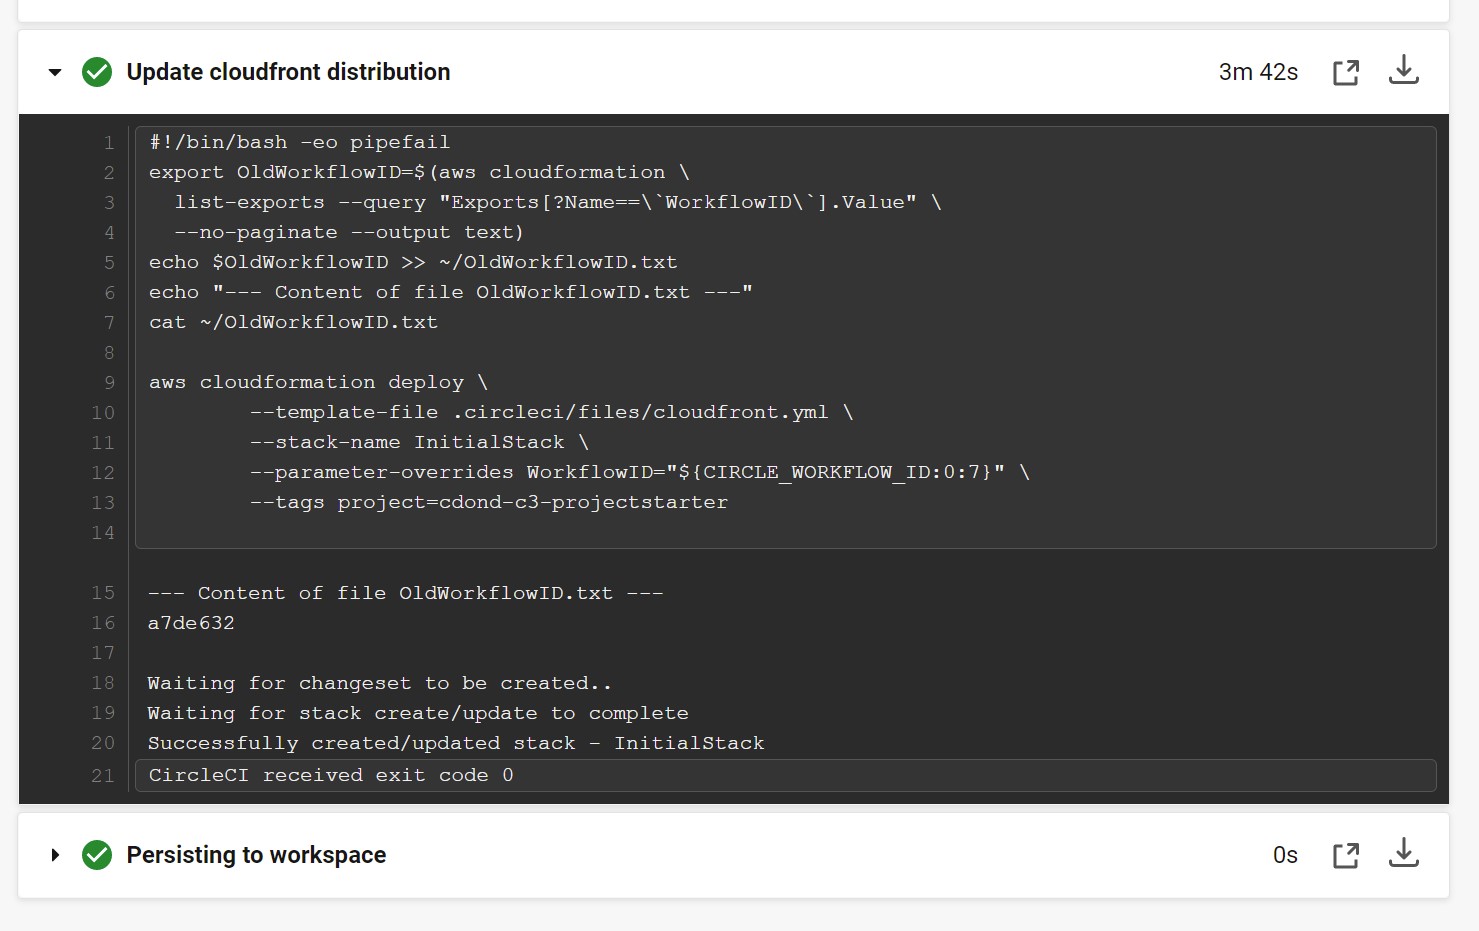 Update cloudfront distribution 3m 42s
1 #!/bin/bash -eo pipefail
2 export OldWorkflowID=$(aws cloudformation \
3   list-exports --query "Exports[?Name==\`WorkflowID\`].Value" \
4   --no-paginate --output text)
5 echo $OldWorkflowID >> ~/OldWorkflowID.txt
6 echo "--- Content of file OldWorkflowID.txt ---"
7 cat ~/OldWorkflowID.txt
8
9 aws cloudformation deploy \
10         --template-file .circleci/files/cloudfront.yml \
11         --stack-name InitialStack \
12         --parameter-overrides WorkflowID="${CIRCLE_WORKFLOW_ID:0:7}" \
13         --tags project=cdond-c3-projectstarter
14
15 --- Content of file OldWorkflowID.txt ---
16 a7de632
17
18 Waiting for changeset to be created..
19 Waiting for stack create/update to complete
20 Successfully created/updated stack - InitialStack
21 CircleCI received exit code 0
Persisting to workspace 0s